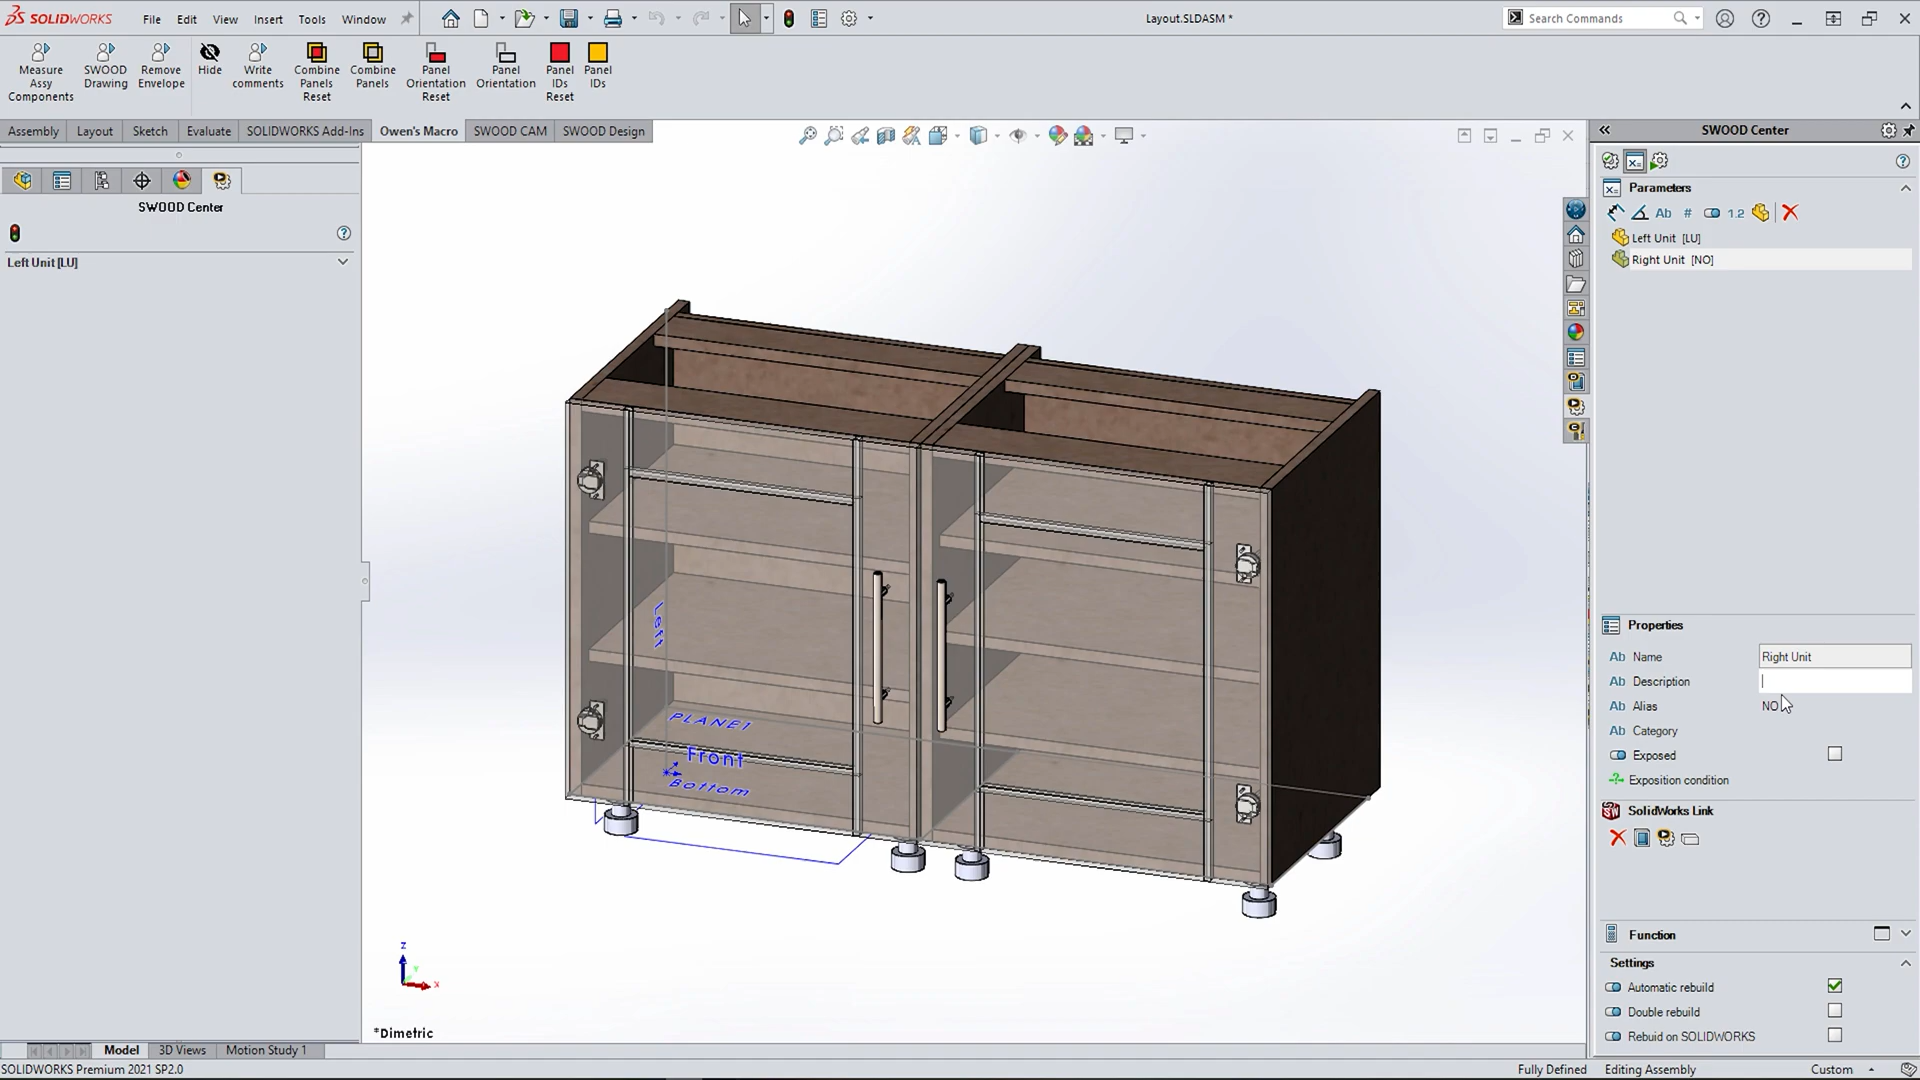 SOLIDWORKS
File Edit View Insert Tools Window
Layout.SLDASM *
Search Commands
Measure Assy Components
SWOOD Drawing
Remove Envelope
Hide
Write comments
Combine Panels Reset
Combine Panels
Panel Orientation Reset
Panel Orientation
Panel IDs Reset
Panel IDs
Assembly Layout Sketch Evaluate SOLIDWORKS Add-Ins Owen's Macro SWOOD CAM SWOOD Design
SWOOD Center
Left Unit [LU]
Left
PLANE1
Front
Bottom
Z
Y
X
*Dimetric
SWOOD Center
Parameters
Ab # 1.2
Left Unit [LU]
Right Unit [NO]
Properties
Ab Name Right Unit
Ab Description
Ab Alias NO
Ab Category
Exposed
Exposition condition
SolidWorks Link
Function
Settings
Automatic rebuild
Double rebuild
Rebuid on SOLIDWORKS
Model 3D Views Motion Study 1
SOLIDWORKS Premium 2021 SP2.0
Fully Defined Editing Assembly Custom